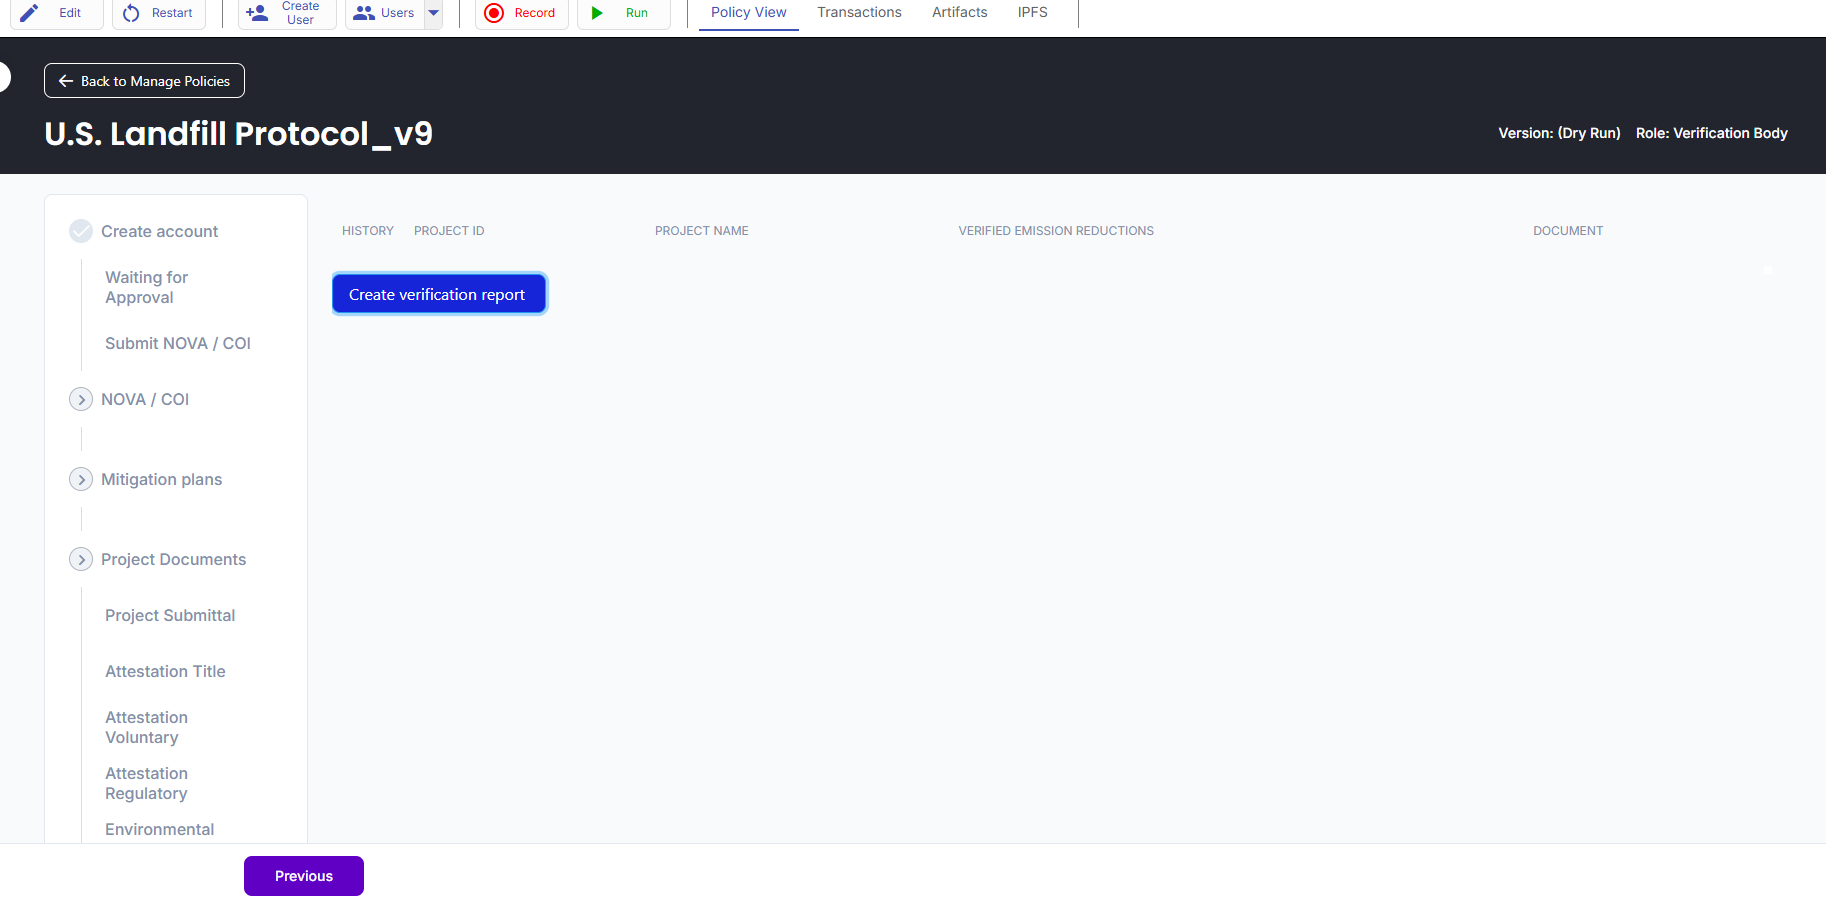 Edit
Restart
Create
User
Users
Record
Run
Policy View
Transactions
Artifacts
IPFS
Back to Manage Policies
U.S. Landfill Protocol_v9
Version: (Dry Run)
Role: Verification Body
Create account
Waiting for
Approval
Submit NOVA / COI
NOVA / COI
Mitigation plans
Project Documents
Project Submittal
Attestation Title
Attestation
Voluntary
Attestation
Regulatory
Environmental
HISTORY
PROJECT ID
PROJECT NAME
VERIFIED EMISSION REDUCTIONS
DOCUMENT
Create verification report
Previous